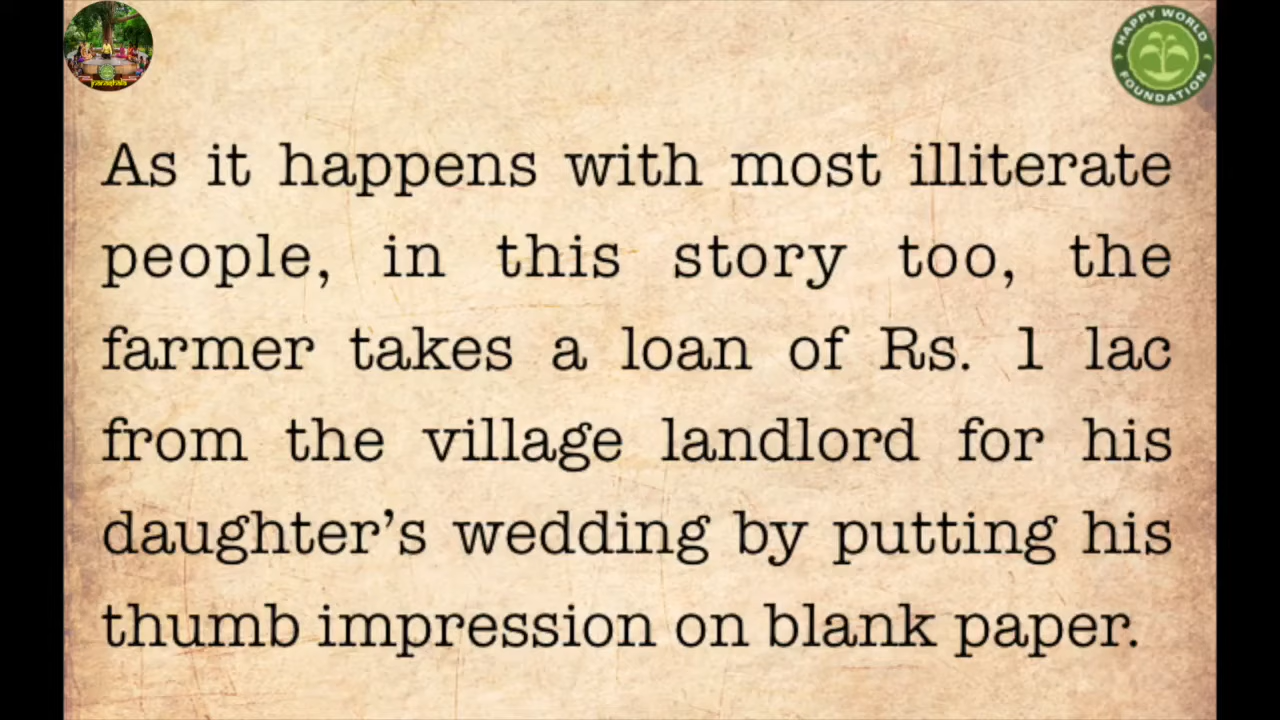 HAPPY WORLD
FOUNDATION
As it happens with most illiterate
people, in this story too, the
farmer takes a loan of Rs. 1 lac
from the village landlord for his
daughter’s wedding by putting his
thumb impression on blank paper.